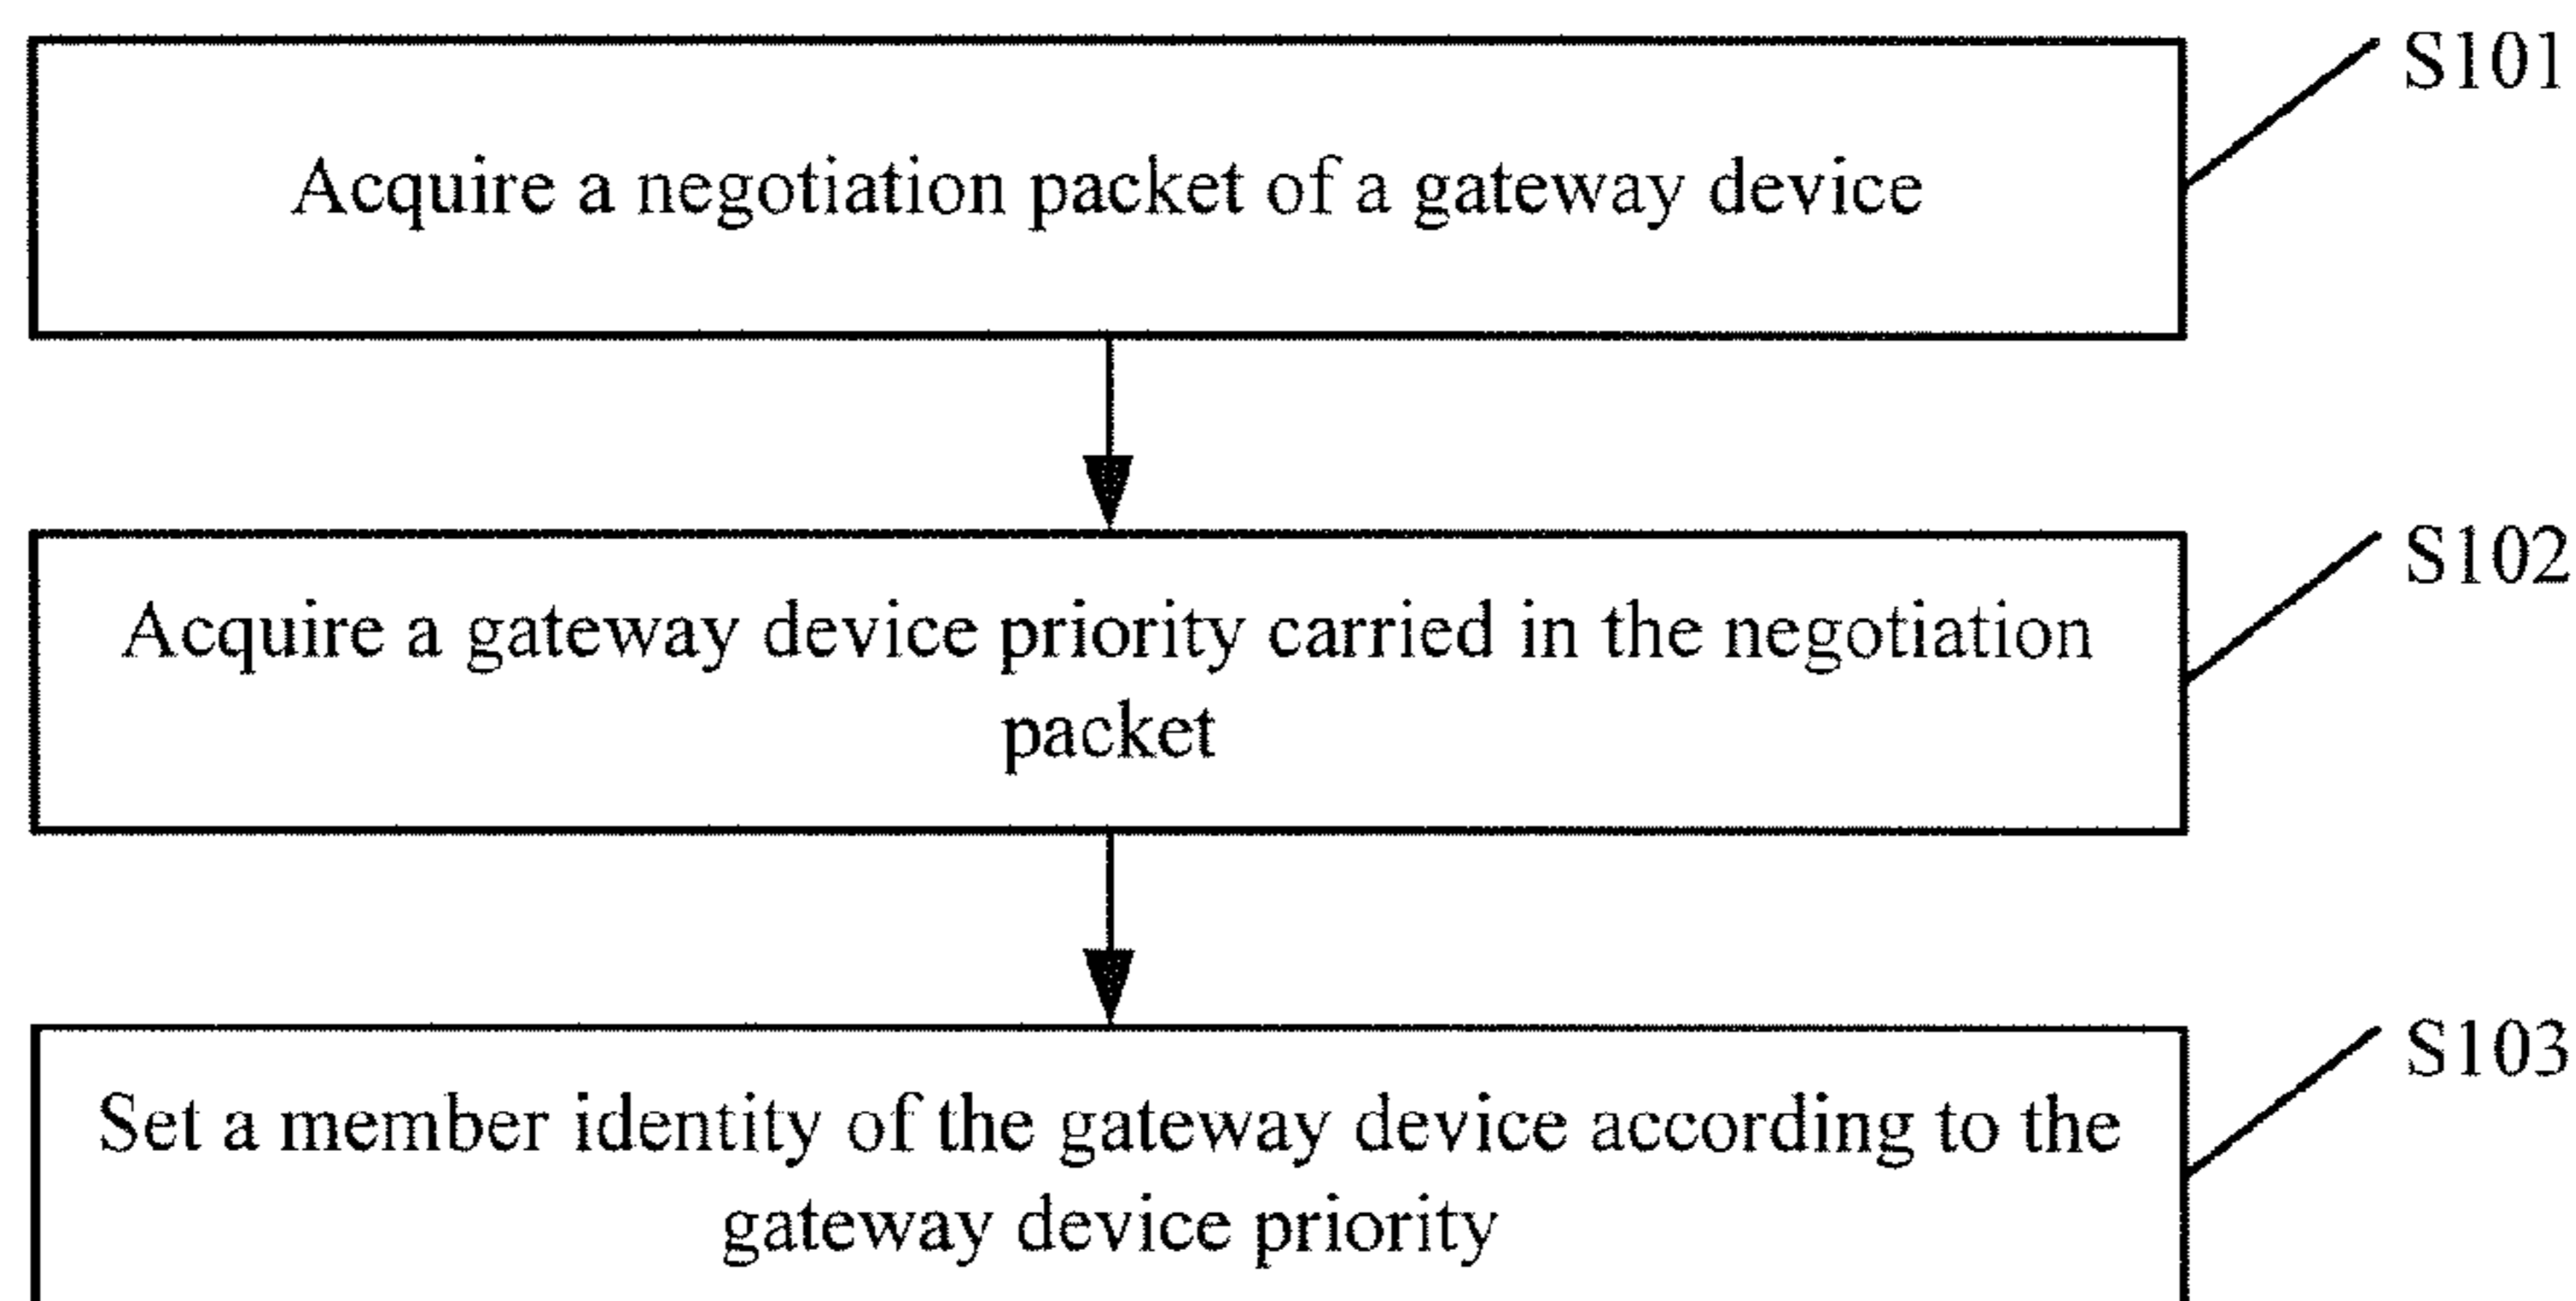 S101
Acquire a negotiation packet of a gateway device
S102
Acquire a gateway device priority carried in the negotiation
packet
S103
Set a member identity of the gateway device according to the
gateway device priority